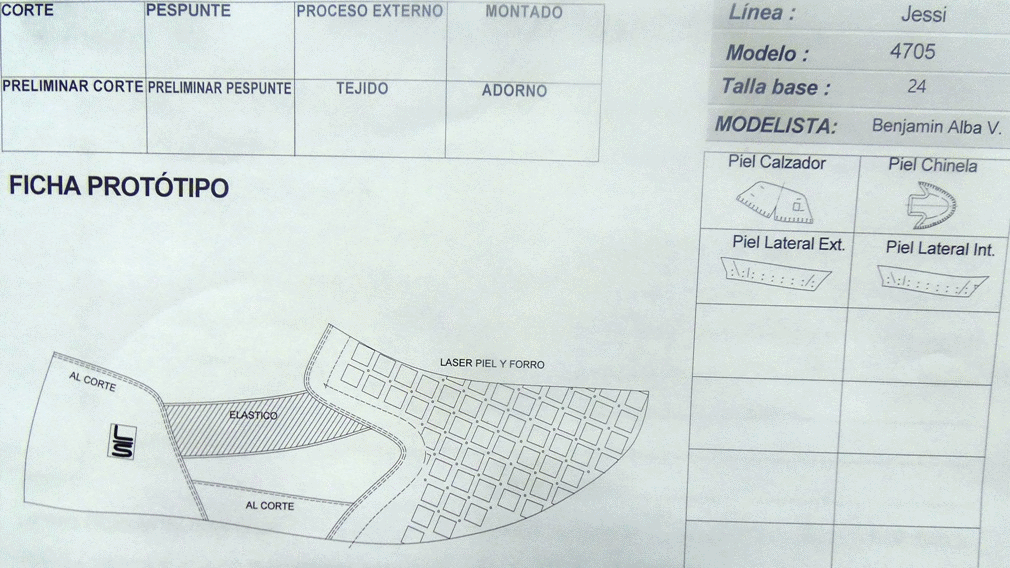 CORTE PESPUNTE PROCESO EXTERNO MONTADO
PRELIMINAR CORTE PRELIMINAR PESPUNTE TEJIDO ADORNO
FICHA PROTÓTIPO
Línea : Jessi
Modelo : 4705
Talla base : 24
MODELISTA: Benjamin Alba V.
Piel Calzador Piel Chinela
Piel Lateral Ext. Piel Lateral Int.
LASER PIEL Y FORRO
AL CORTE
ELASTICO
AL CORTE